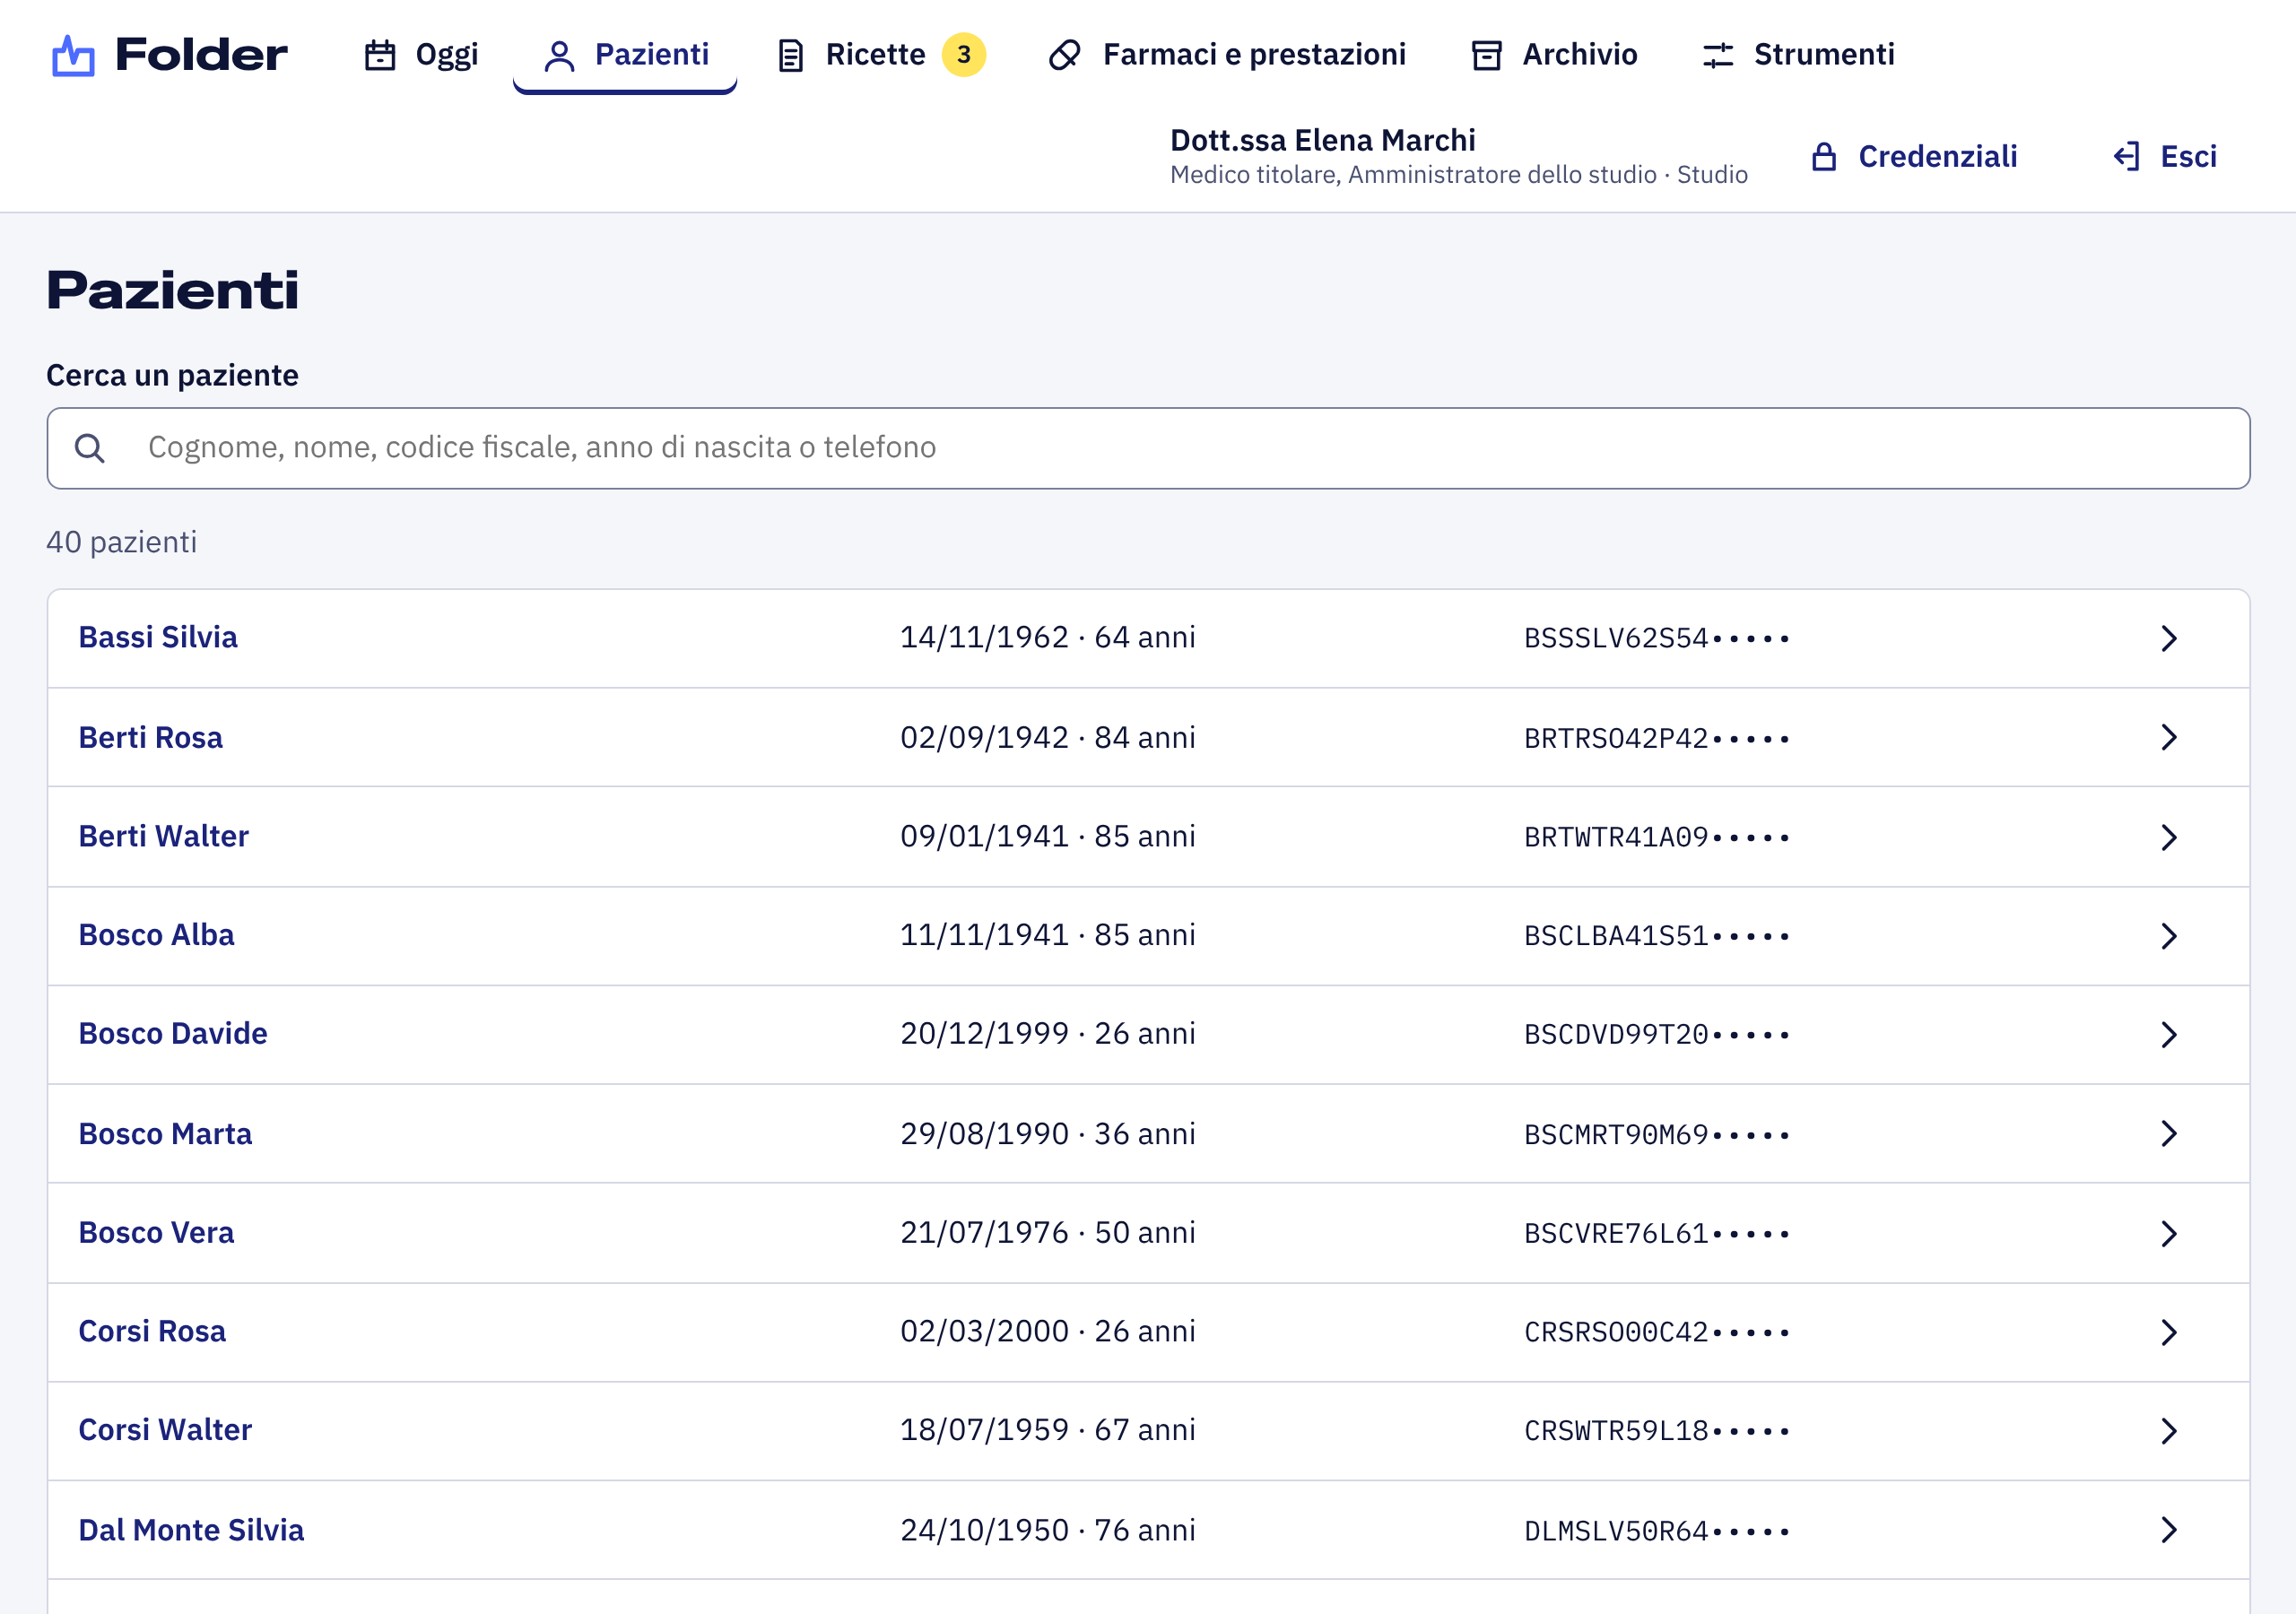 Folder Oggi Pazienti Ricette 3 Farmaci e prestazioni Archivio Strumenti
Dott.ssa Elena Marchi
Medico titolare, Amministratore dello studio · Studio
Credenziali Esci
Pazienti
Cerca un paziente
Cognome, nome, codice fiscale, anno di nascita o telefono
40 pazienti
Bassi Silvia 14/11/1962 · 64 anni BSSSLV62S54•••••
Berti Rosa 02/09/1942 · 84 anni BRTRSO42P42•••••
Berti Walter 09/01/1941 · 85 anni BRTWTR41A09•••••
Bosco Alba 11/11/1941 · 85 anni BSCLBA41S51•••••
Bosco Davide 20/12/1999 · 26 anni BSCDVD99T20•••••
Bosco Marta 29/08/1990 · 36 anni BSCMRT90M69•••••
Bosco Vera 21/07/1976 · 50 anni BSCVRE76L61•••••
Corsi Rosa 02/03/2000 · 26 anni CRSRSO00C42•••••
Corsi Walter 18/07/1959 · 67 anni CRSWTR59L18•••••
Dal Monte Silvia 24/10/1950 · 76 anni DLMSLV50R64•••••